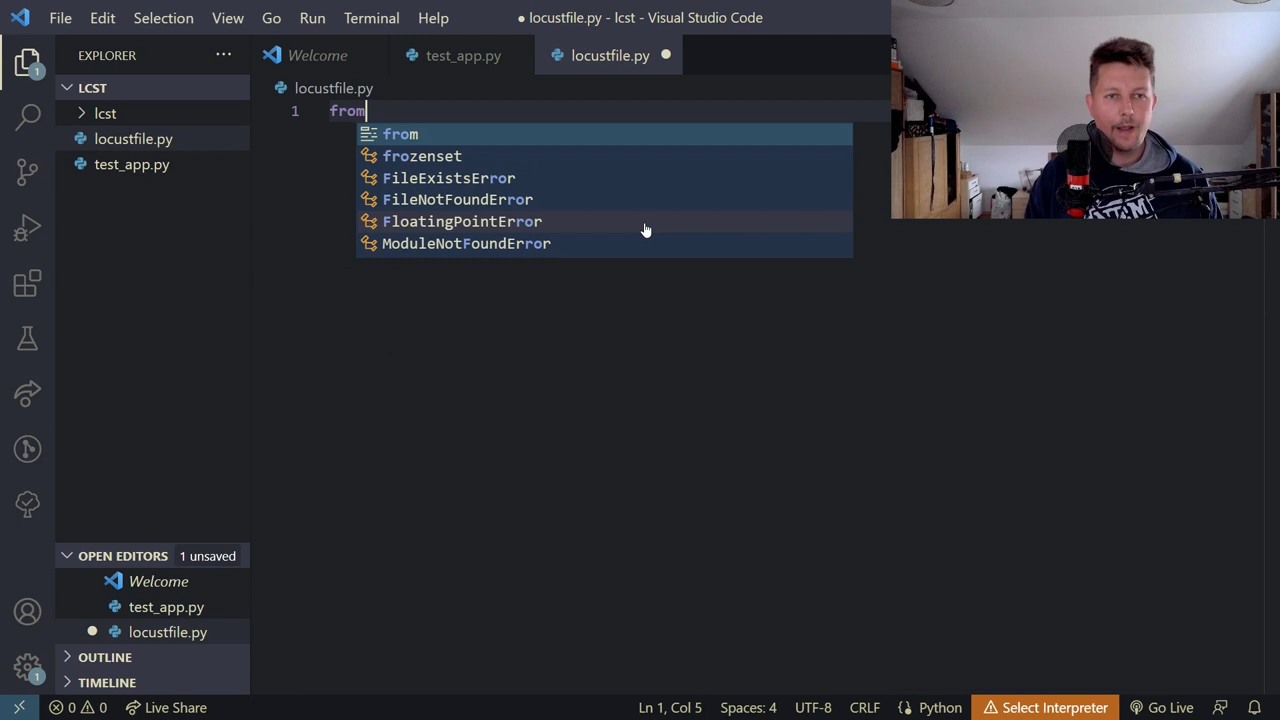 File Edit Selection View Go Run Terminal Help
● locustfile.py - lcst - Visual Studio Code
EXPLORER ···
Welcome test_app.py locustfile.py
LCST
lcst
locustfile.py
test_app.py
locustfile.py
1 from
from
frozenset
FileExistsError
FileNotFoundError
FloatingPointError
ModuleNotFoundError
1
OPEN EDITORS 1 unsaved
Welcome
test_app.py
locustfile.py
OUTLINE
TIMELINE
1
0 0 Live Share Ln 1, Col 5 Spaces: 4 UTF-8 CRLF Python Select Interpreter Go Live